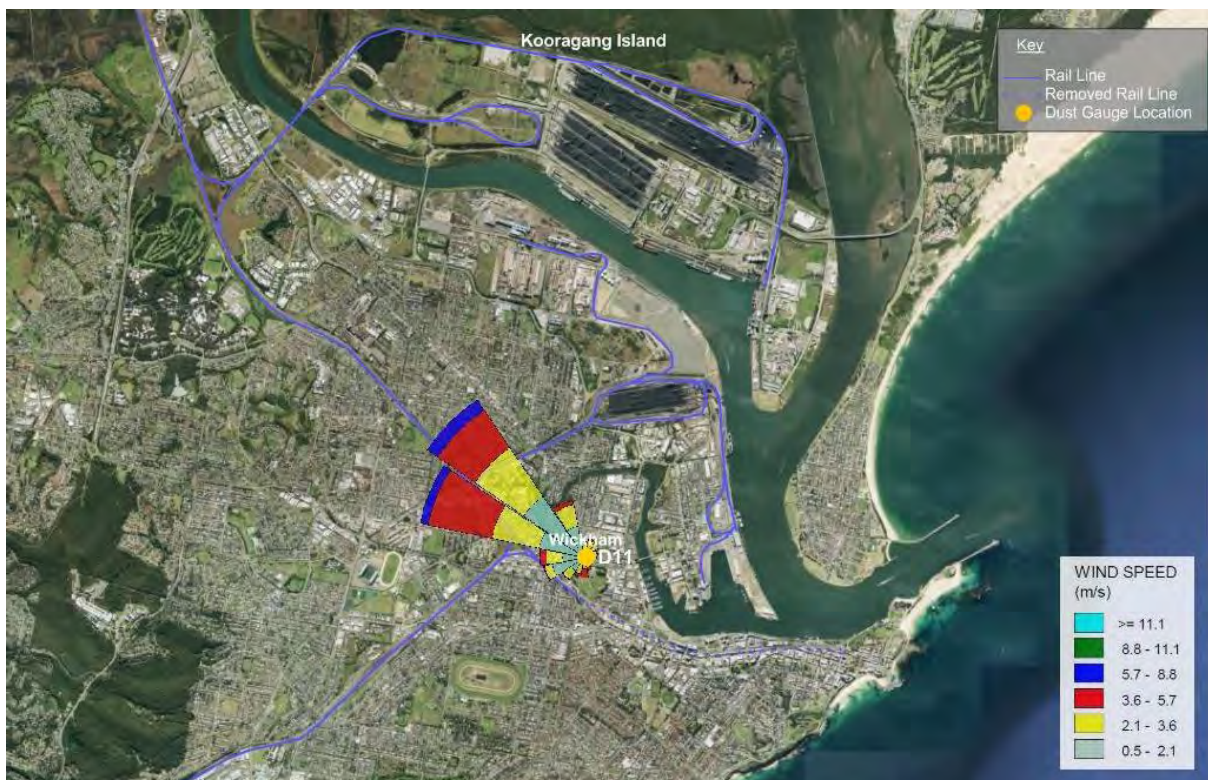 Kooragang Island
Key
Rail Line
Removed Rail Line
Dust Gauge Location
Wickham
D11
WIND SPEED
(m/s)
>= 11.1
8.8 - 11.1
5.7 - 8.8
3.6 - 5.7
2.1 - 3.6
0.5 - 2.1